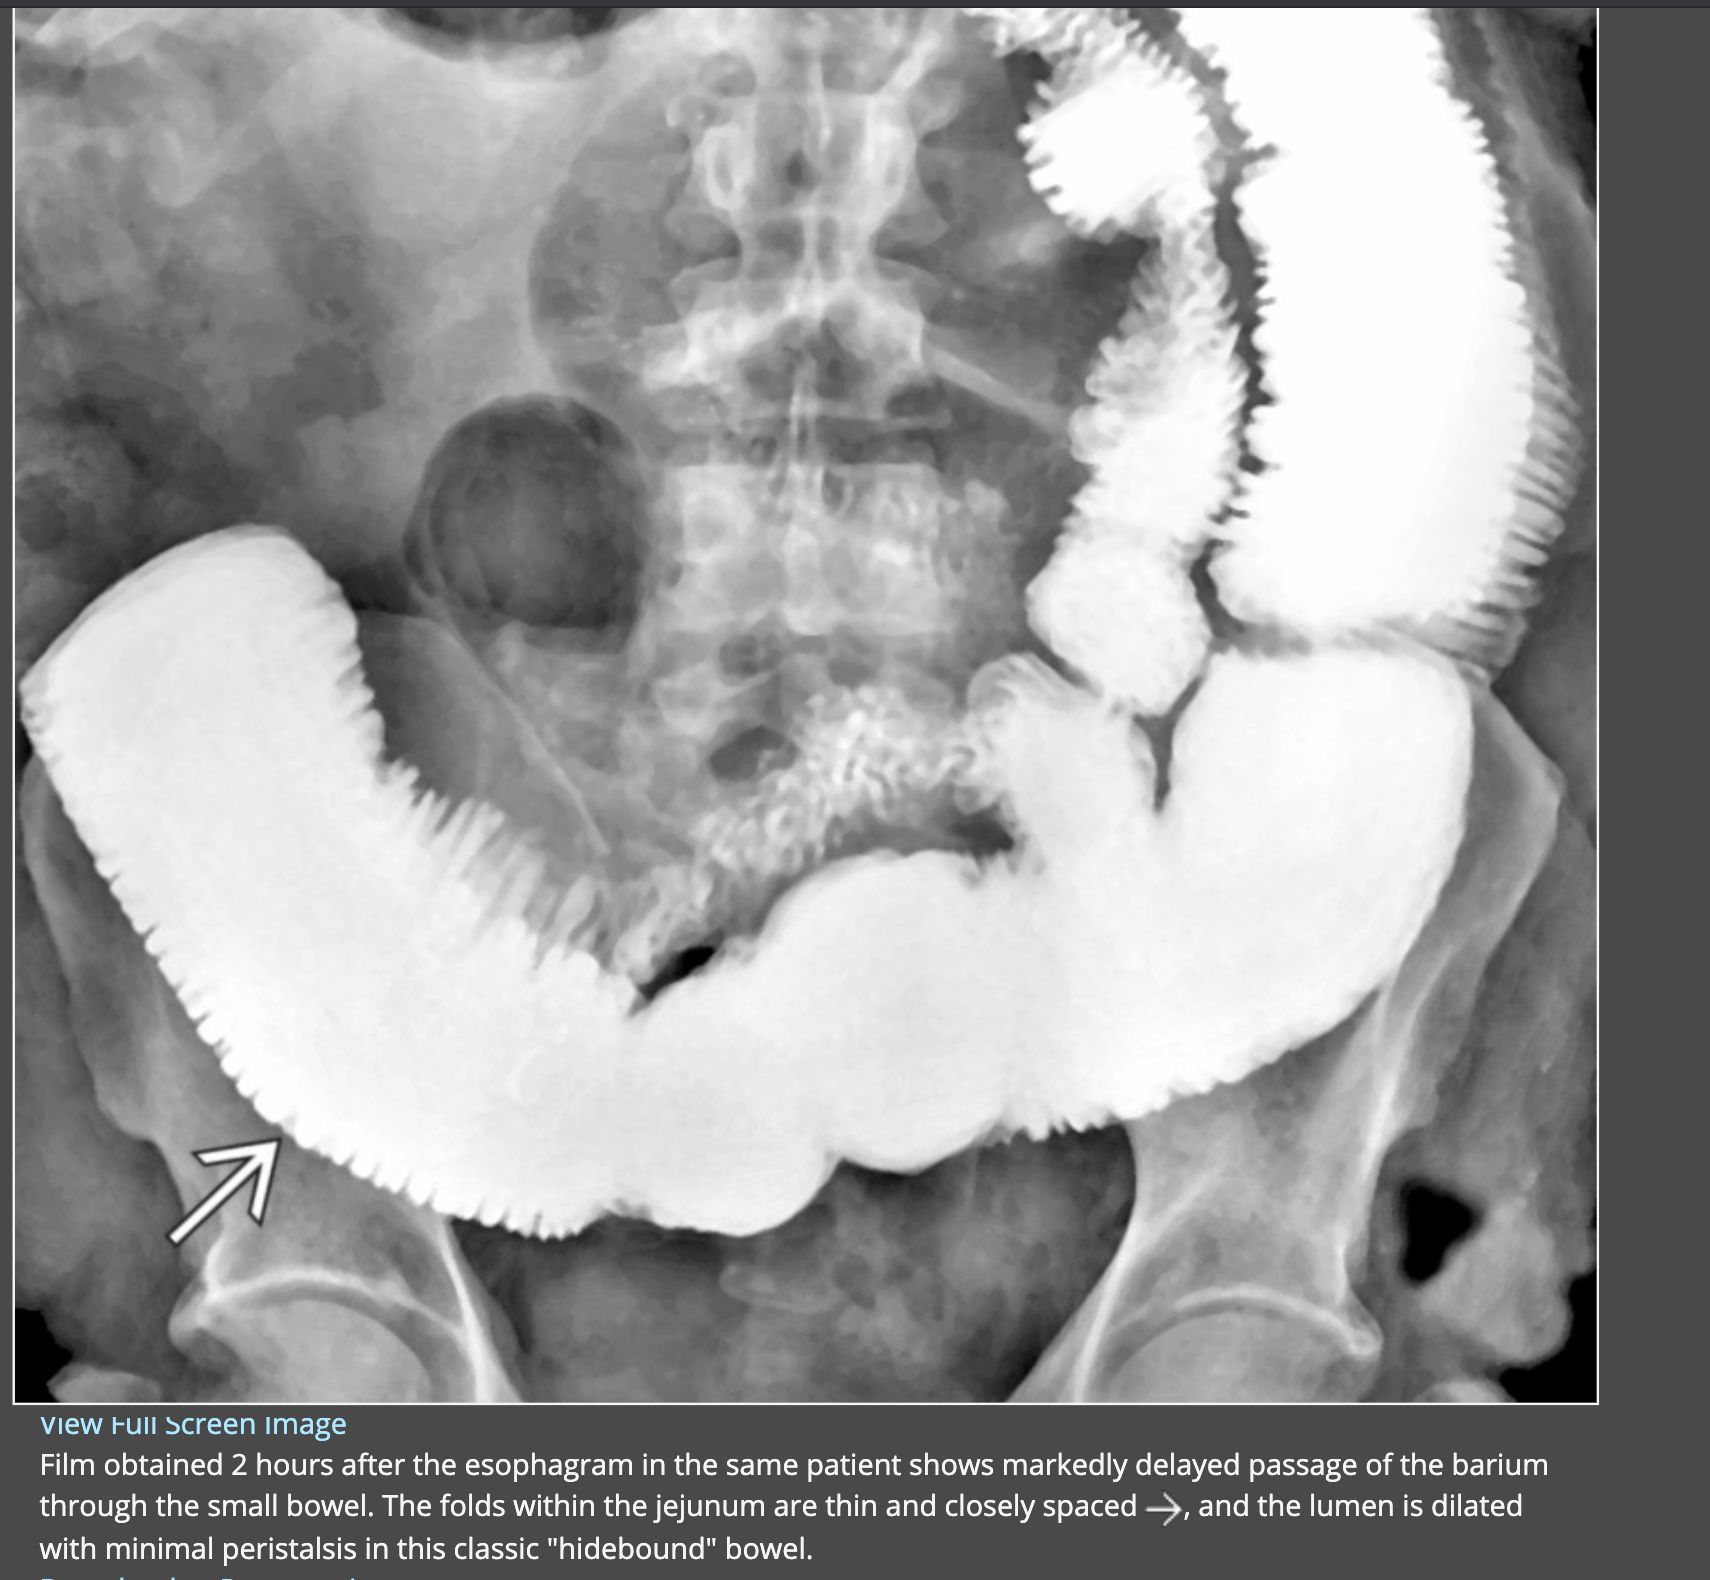 View Full Screen Image
Film obtained 2 hours after the esophagram in the same patient shows markedly delayed passage of the barium
through the small bowel. The folds within the jejunum are thin and closely spaced →, and the lumen is dilated
with minimal peristalsis in this classic "hidebound" bowel.